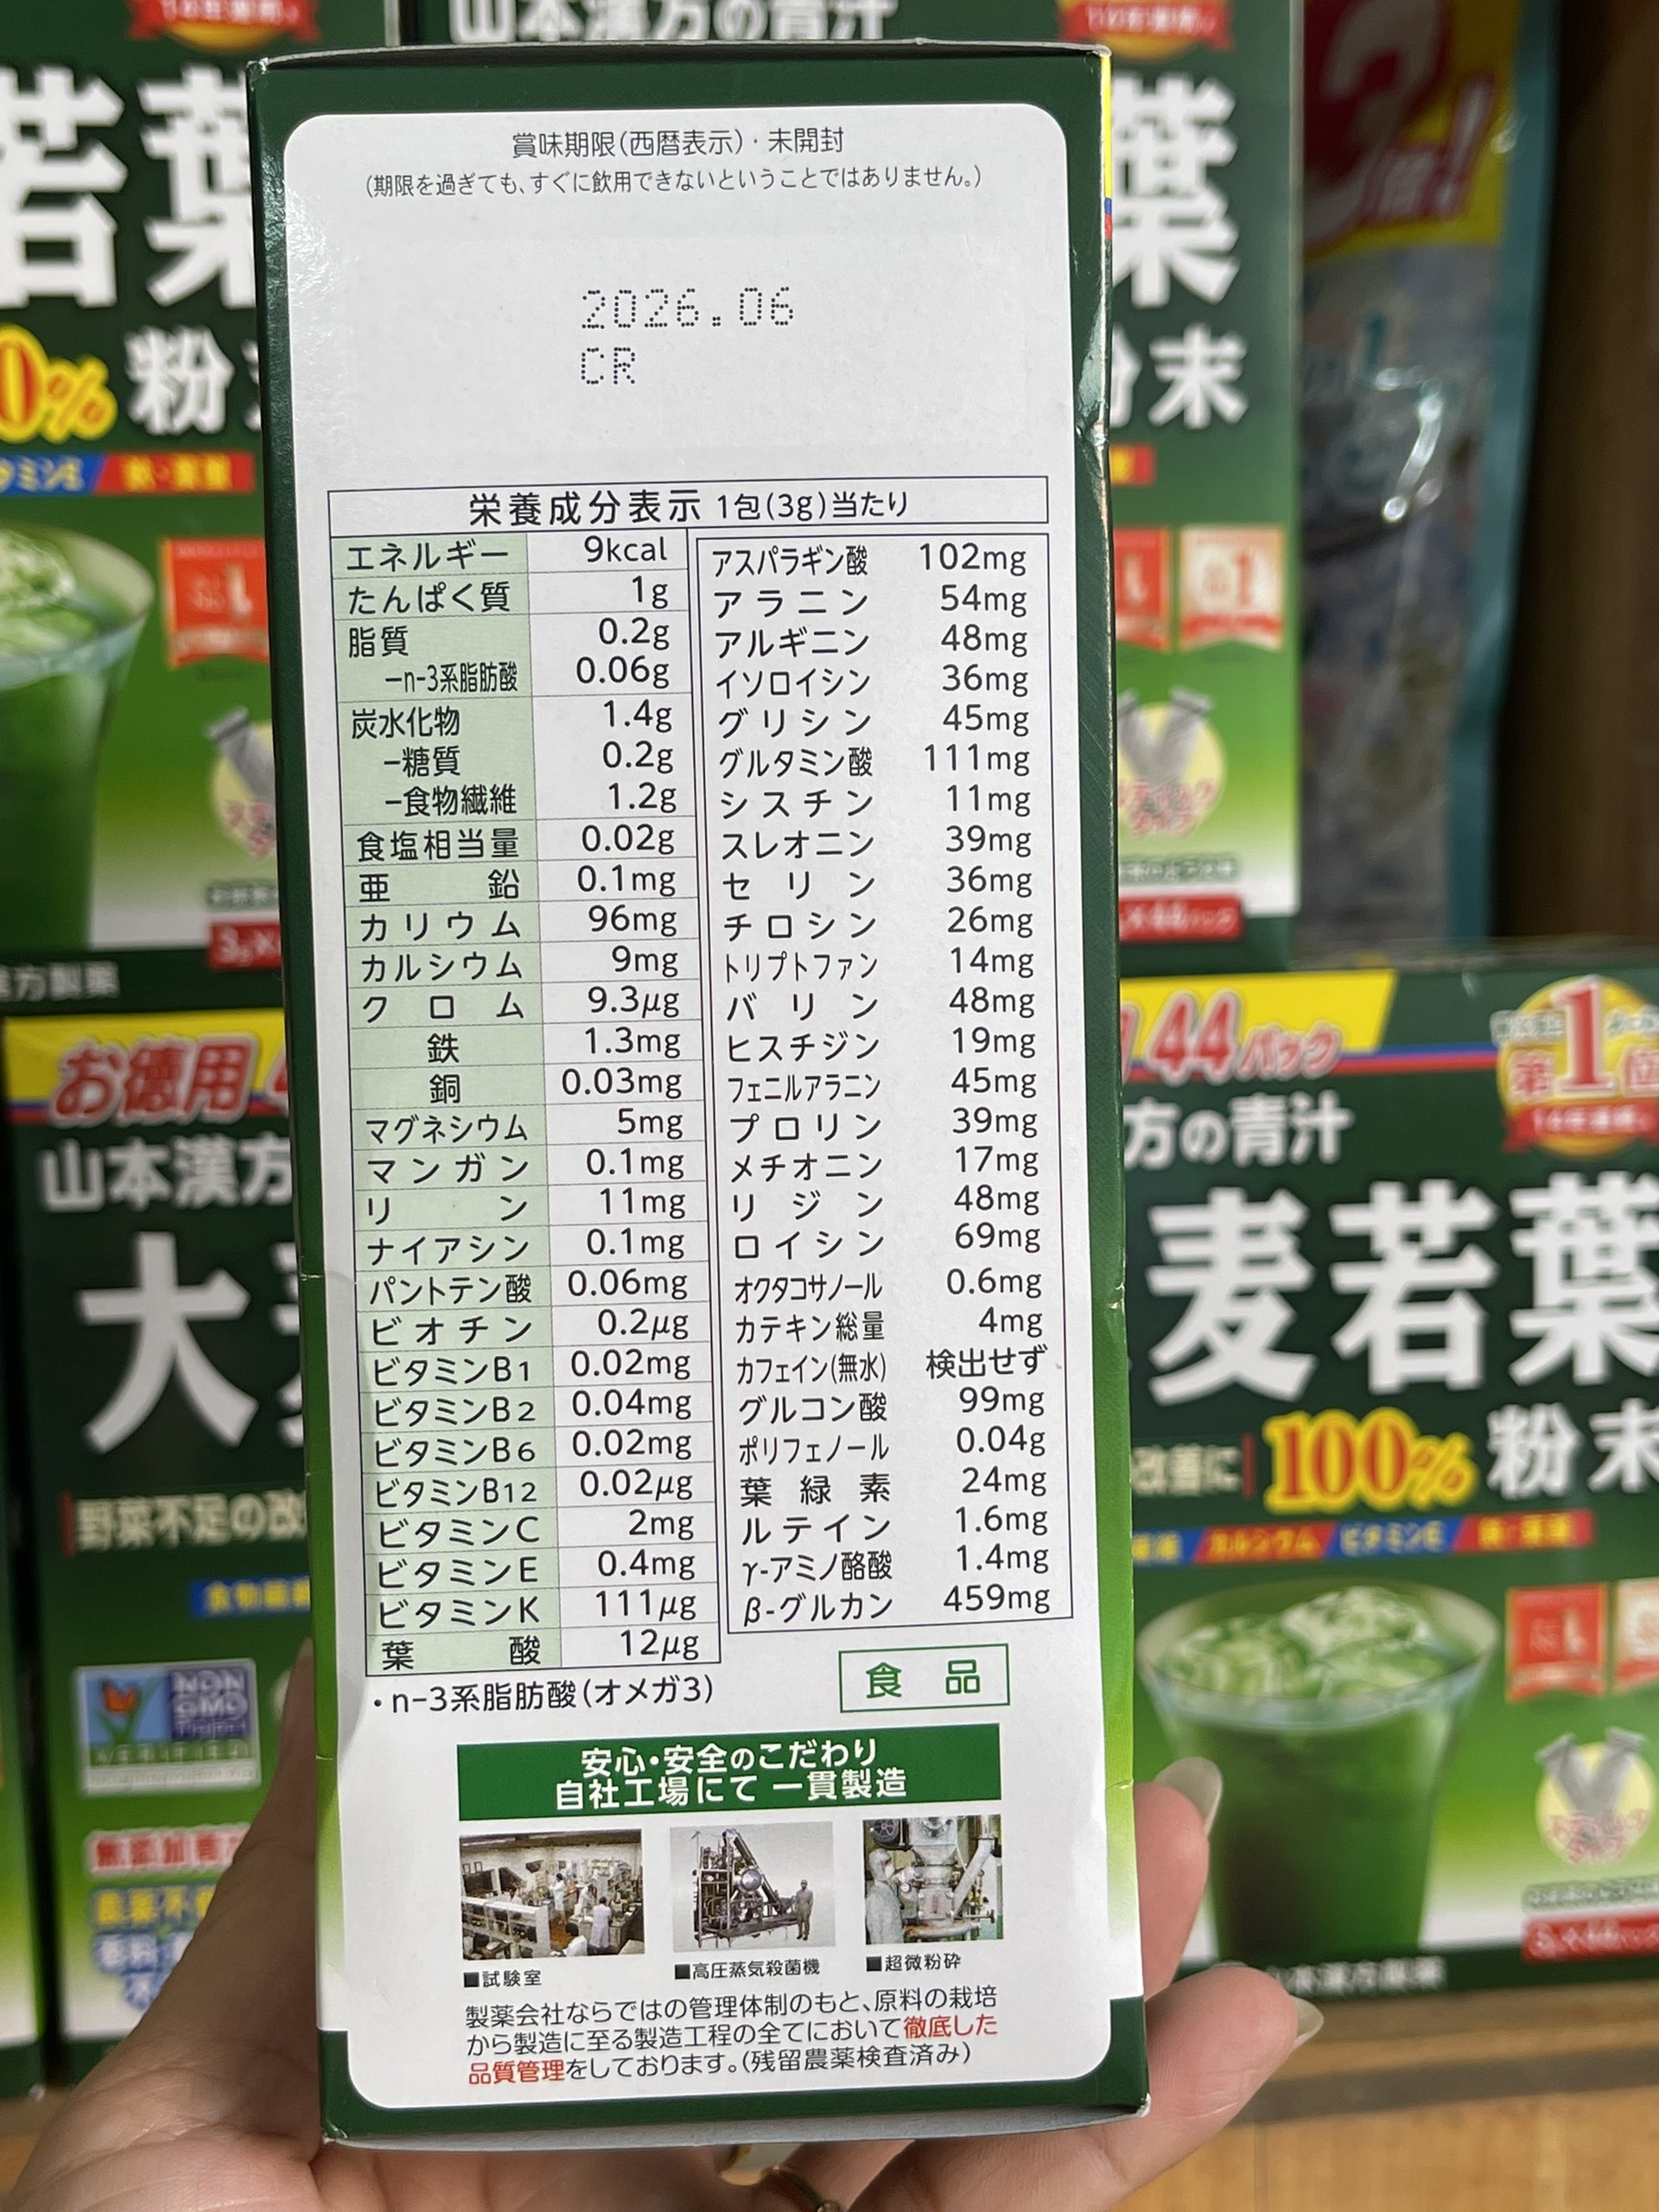 賞味期限(西暦表示)・未開封
(期限を過ぎても、すぐに飲用できないということではありません。)
2026.06
CR
栄養成分表示 1包(3g)当たり
エネルギー 9kcal
たんぱく質 1g
脂質 0.2g
−n−3系脂肪酸 0.06g
炭水化物 1.4g
−糖質 0.2g
−食物繊維 1.2g
食塩相当量 0.02g
亜鉛 0.1mg
カリウム 96mg
カルシウム 9mg
クロム 9.3μg
鉄 1.3mg
銅 0.03mg
マグネシウム 5mg
マンガン 0.1mg
リン 11mg
ナイアシン 0.1mg
パントテン酸 0.06mg
ビオチン 0.2μg
ビタミンB1 0.02mg
ビタミンB2 0.04mg
ビタミンB6 0.02mg
ビタミンB12 0.02μg
ビタミンC 2mg
ビタミンE 0.4mg
ビタミンK 111μg
葉酸 12μg
アスパラギン酸 102mg
アラニン 54mg
アルギニン 48mg
イソロイシン 36mg
グリシン 45mg
グルタミン酸 111mg
シスチン 11mg
スレオニン 39mg
セリン 36mg
チロシン 26mg
トリプトファン 14mg
バリン 48mg
ヒスチジン 19mg
フェニルアラニン 45mg
プロリン 39mg
メチオニン 17mg
リジン 48mg
ロイシン 69mg
オクタコサノール 0.6mg
カテキン総量 4mg
カフェイン(無水) 検出せず
グルコン酸 99mg
ポリフェノール 0.04g
葉緑素 24mg
ルテイン 1.6mg
γ-アミノ酪酸 1.4mg
β-グルカン 459mg
・n−3系脂肪酸(オメガ3)
食品
安心・安全のこだわり
自社工場にて 一貫製造
■試験室
■高圧蒸気殺菌機
■超微粉砕
製薬会社ならではの管理体制のもと、原料の栽培
から製造に至る製造工程の全てにおいて徹底した
品質管理をしております。(残留農薬検査済み)
山本漢方の青汁
若葉
粉末
お徳用
山本漢方
大
野菜不足の改
NON
GMO
VERIFIED
44パック
第1位
方の青汁
麦若葉
改善に
100% 粉末
カルシウム
ビタミンE